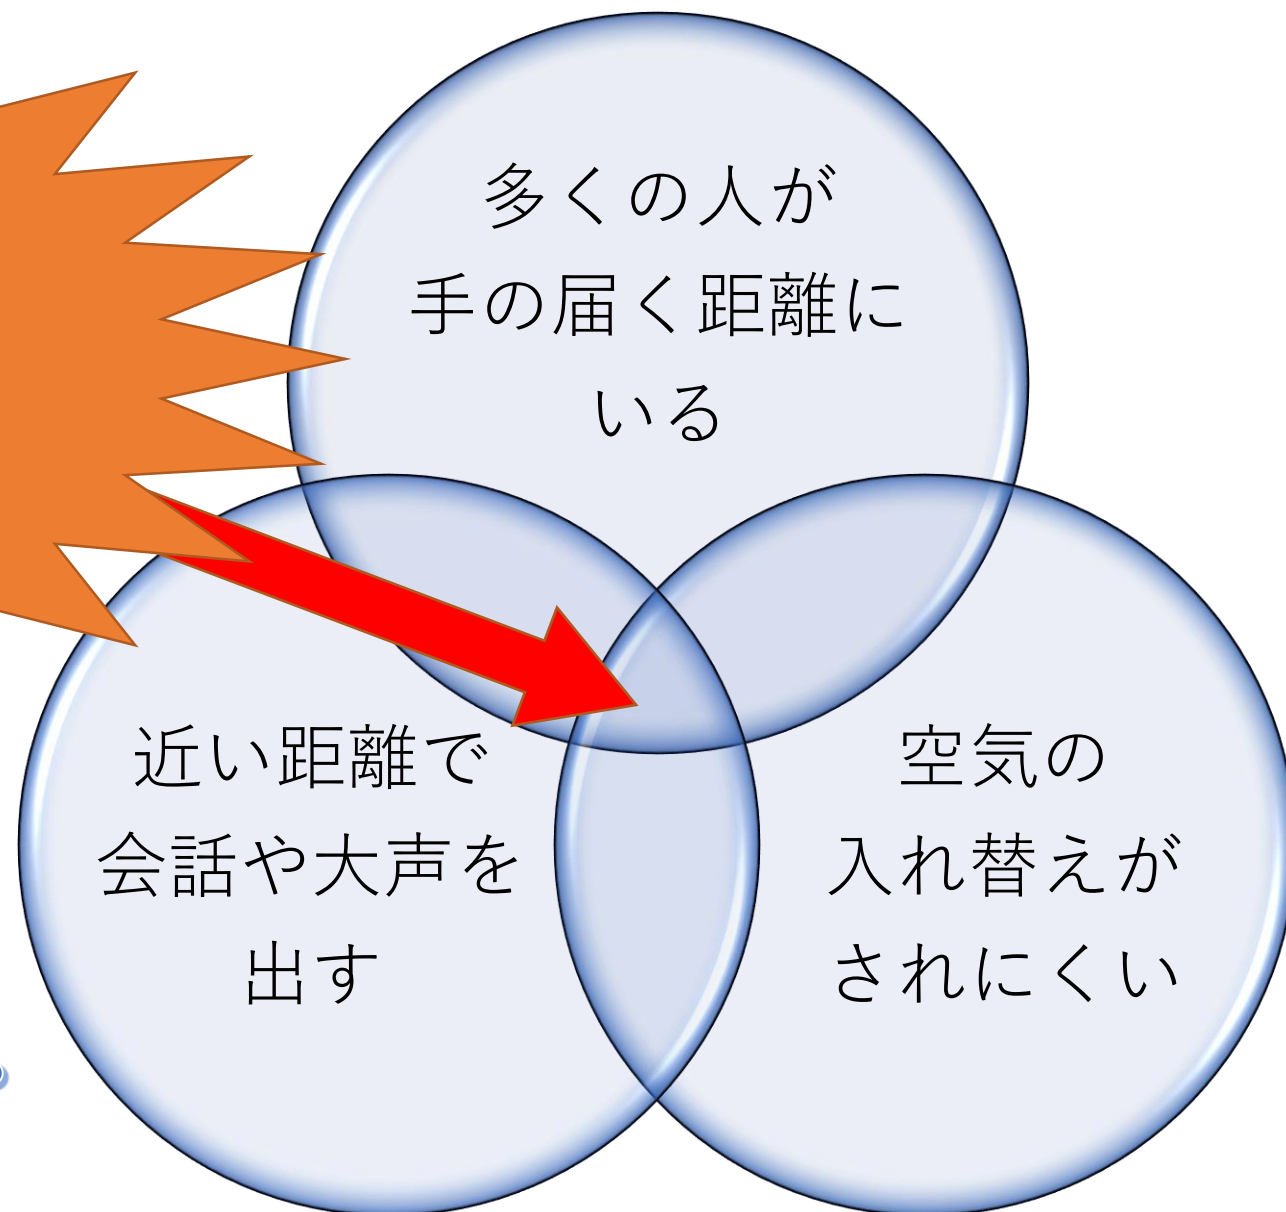 多くの人が
手の届く距離に
いる
近い距離で
会話や大声を
出す
空気の
入れ替えが
されにくい